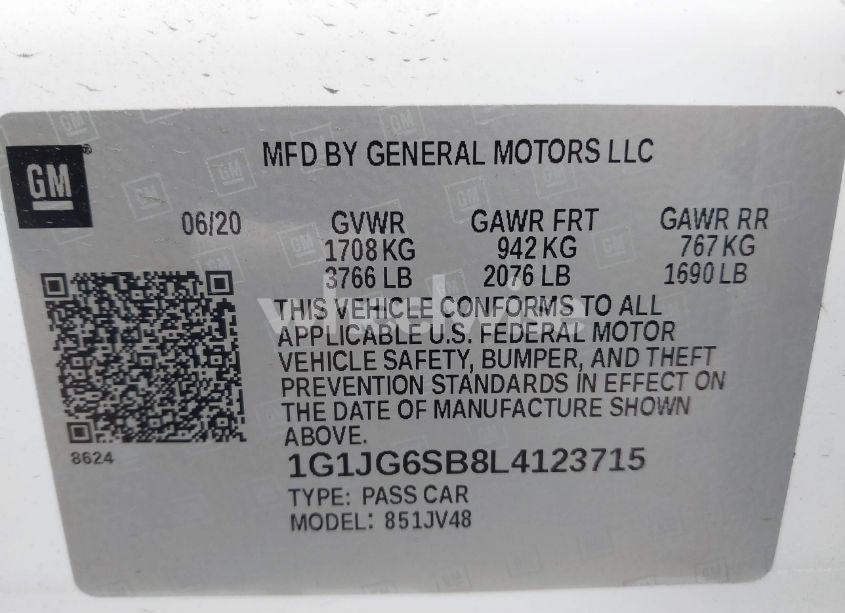 GM
MFD BY GENERAL MOTORS LLC
06/20 GVWR GAWR FRT GAWR RR
1708 KG 942 KG 767 KG
3766 LB 2076 LB 1690 LB
THIS VEHICLE CONFORMS TO ALL
APPLICABLE U.S. FEDERAL MOTOR
VEHICLE SAFETY, BUMPER, AND THEFT
PREVENTION STANDARDS IN EFFECT ON
THE DATE OF MANUFACTURE SHOWN
ABOVE.
8624
1G1JG6SB8L4123715
TYPE: PASS CAR
MODEL: 851JV48